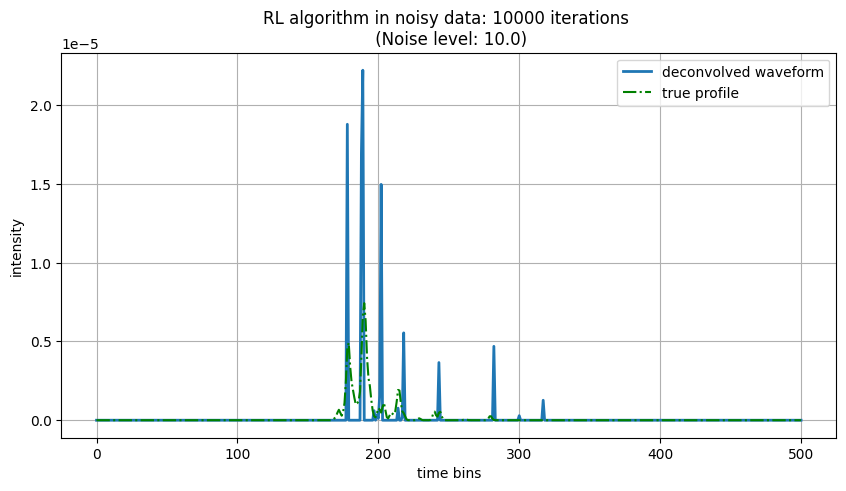 RL algorithm in noisy data: 10000 iterations
(Noise level: 10.0)
1e−5
deconvolved waveform
true profile
2.0
1.5
1.0
0.5
0.0
intensity
0 100 200 300 400 500
time bins